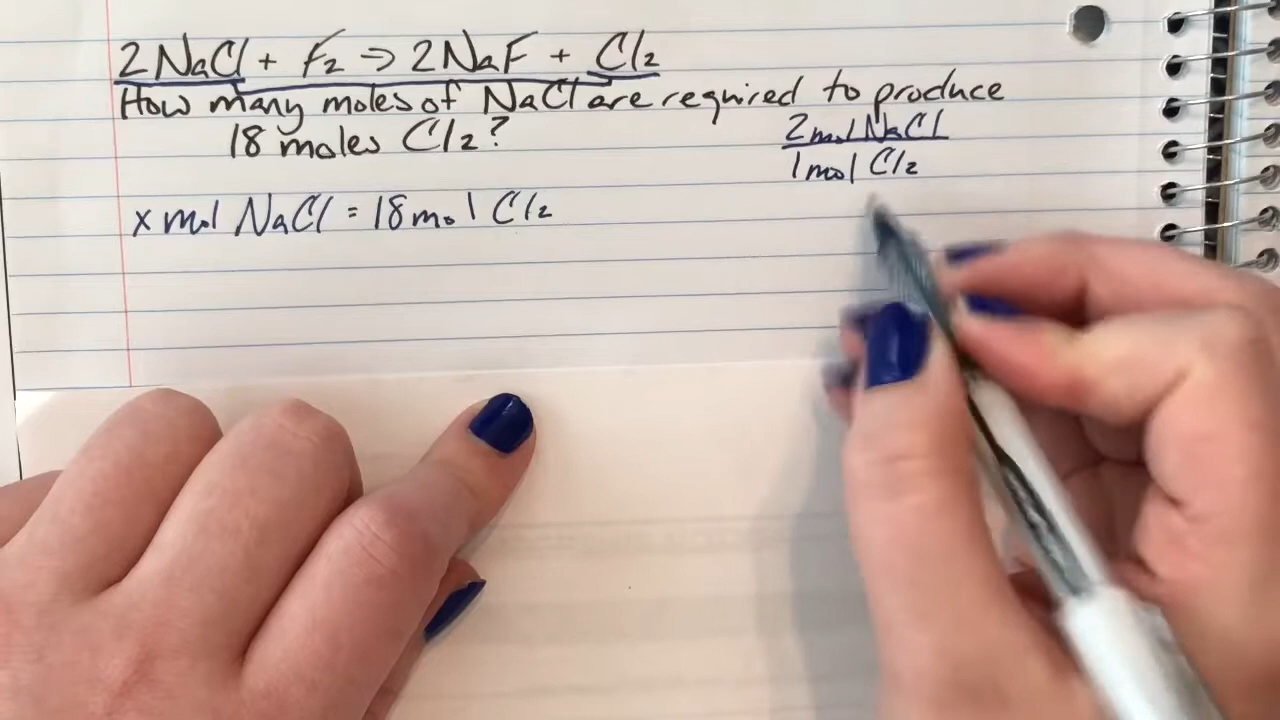 2NaCl + F₂ → 2NaF + Cl₂
How many moles of NaCl are required to produce
18 moles Cl₂?
2 mol NaCl
1 mol Cl₂
x mol NaCl = 18 mol Cl₂